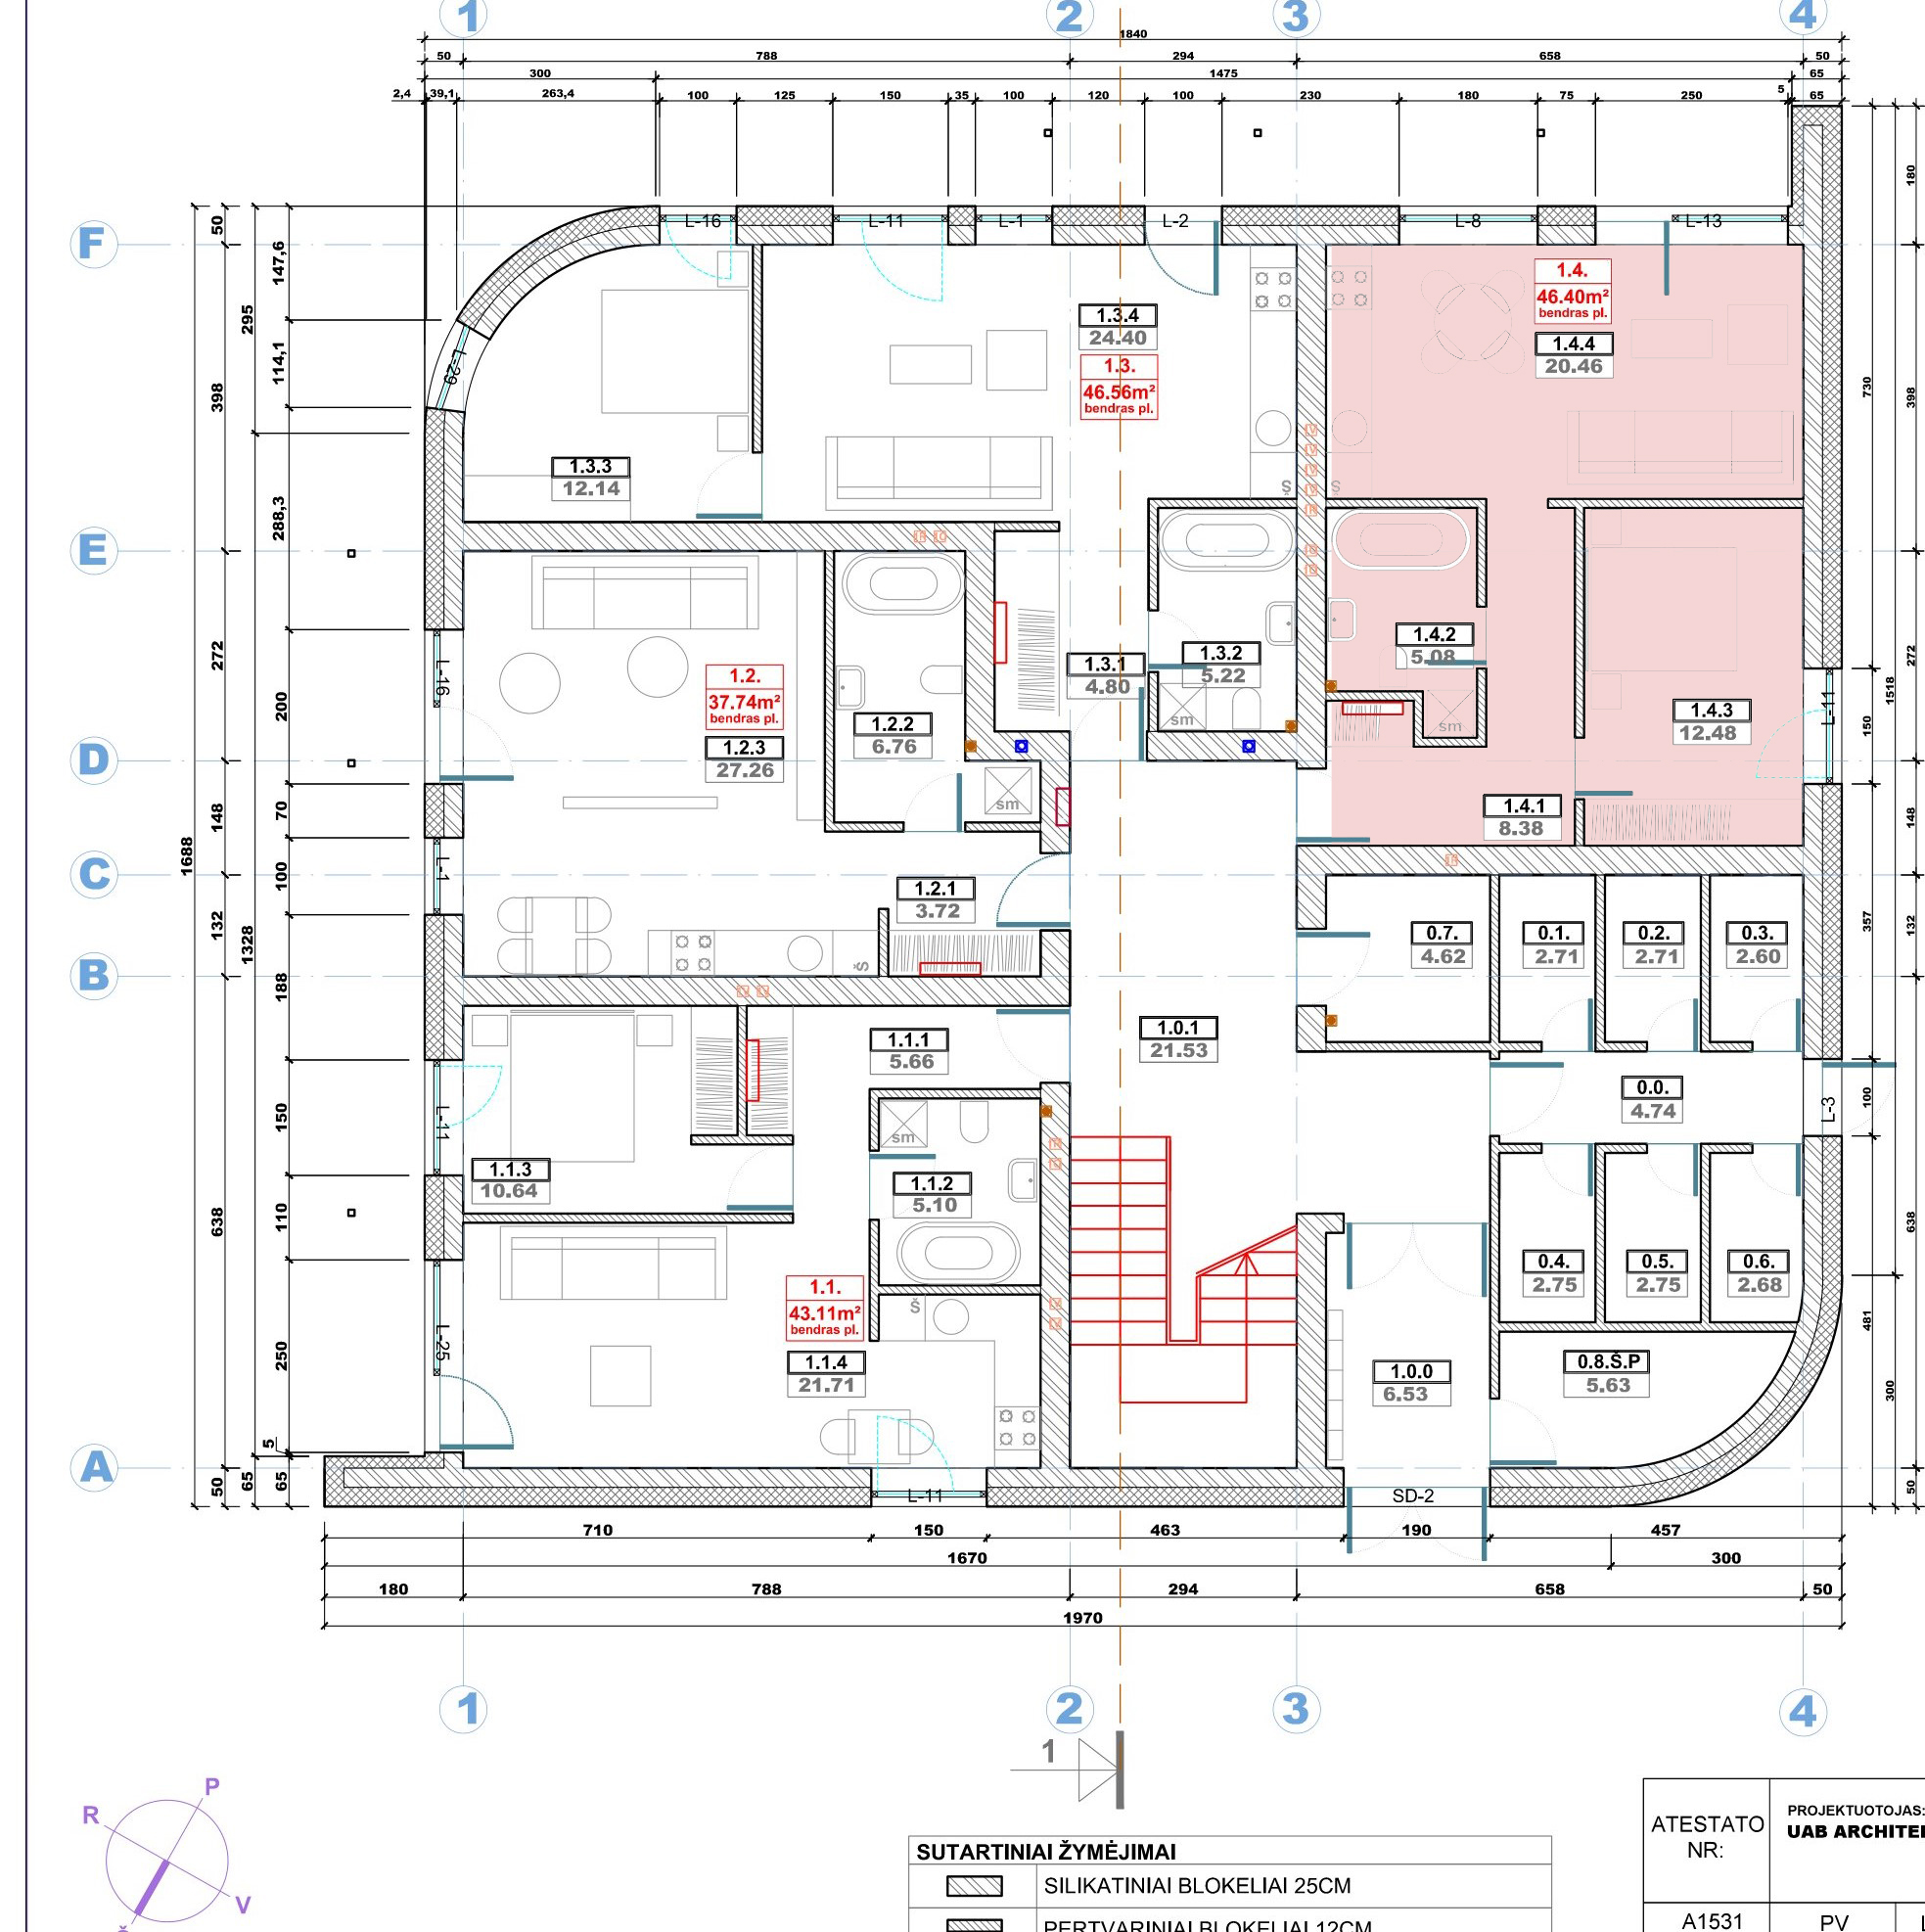 1 2 3 4
1840
50 788 294 658 50
300 1475 65
2,4 39,1 263,4 100 125 150 35 100 120 100 230 180 75 250 5 65
L-16 L-11 L-1 L-2 L-8 L-13
F
E
D
C
B
A
50 398 272 148 132 638 50
1688
295 1328 65
147,6 114,1 288,3 200 70 100 188 150 110 250 5 65
L-29
L-16
L-1
L-11
L-25
1.3.4
24.40
1.3.
46.56m²
bendras pl.
1.4.
46.40m²
bendras pl.
1.4.4
20.46
1.3.3
12.14
Š Š
1.2.
37.74m²
bendras pl.
1.2.3
27.26
1.2.2
6.76
sm
1.3.1
4.80
1.3.2
5.22
sm
1.4.2
5.08
sm
1.4.3
12.48
1.4.1
8.38
1.2.1
3.72
Š
0.7.
4.62
0.1.
2.71
0.2.
2.71
0.3.
2.60
1.1.1
5.66
1.0.1
21.53
0.0.
4.74
sm
1.1.2
5.10
1.1.3
10.64
0.4.
2.75
0.5.
2.75
0.6.
2.68
1.1.
43.11m²
bendras pl.
1.1.4
21.71
Š
1.0.0
6.53
0.8.Š.P
5.63
L-11
L-3
L-11
SD-2
730 150 357 100 481
1518 300
180 398 272 148 132 638 50
710 150 463 190 457
1670 300
180 788 294 658 50
1970
1 2 3 4
1
P
R
V
SUTARTINIAI ŽYMĖJIMAI
SILIKATINIAI BLOKELIAI 25CM
PERTVARINIAI BLOKELIAI 12CM
ATESTATO
NR:
PROJEKTUOTOJAS:
UAB
A1531 PV